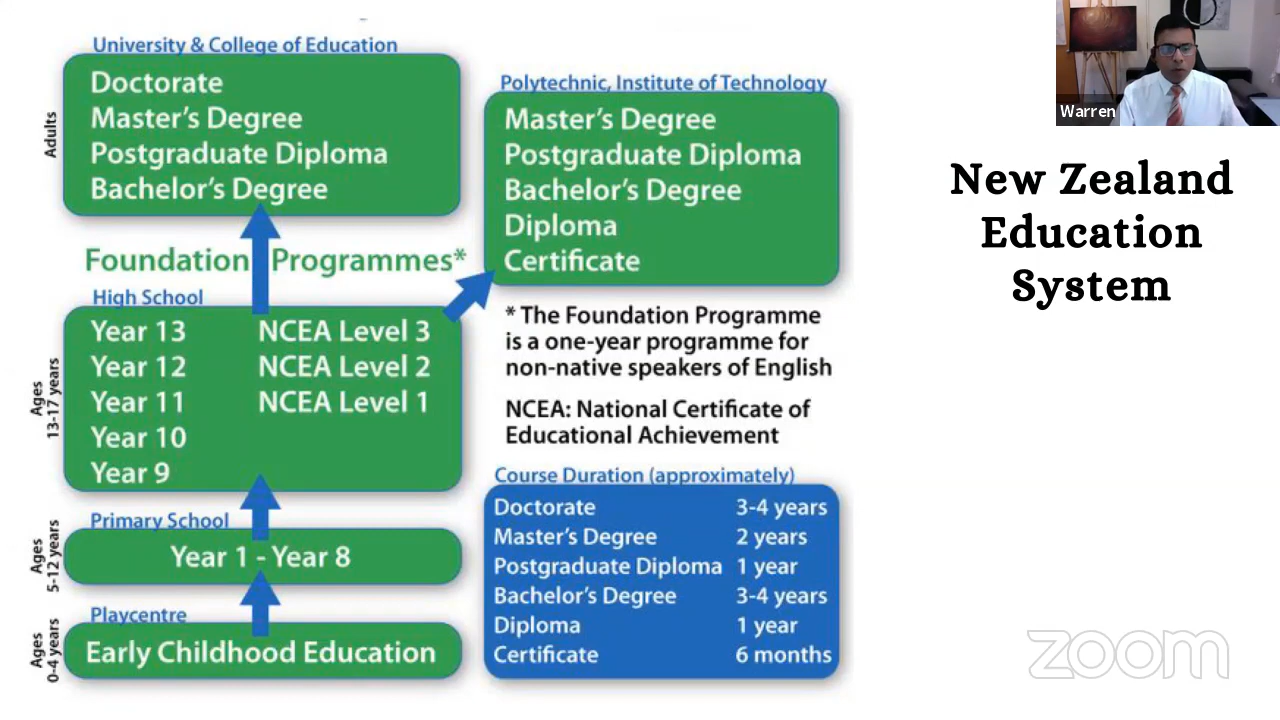 University & College of Education
Doctorate
Master's Degree
Postgraduate Diploma
Bachelor's Degree
Adults
Polytechnic, Institute of Technology
Master's Degree
Postgraduate Diploma
Bachelor's Degree
Diploma
Certificate
Foundation Programmes*
High School
Year 13 NCEA Level 3
Year 12 NCEA Level 2
Year 11 NCEA Level 1
Year 10
Year 9
Ages
13-17 years
* The Foundation Programme
is a one-year programme for
non-native speakers of English
NCEA: National Certificate of
Educational Achievement
Primary School
Year 1 - Year 8
Ages
5-12 years
Playcentre
Early Childhood Education
Ages
0-4 years
Course Duration (approximately)
Doctorate 3-4 years
Master's Degree 2 years
Postgraduate Diploma 1 year
Bachelor's Degree 3-4 years
Diploma 1 year
Certificate 6 months
Warren
New Zealand
Education
System
zoom